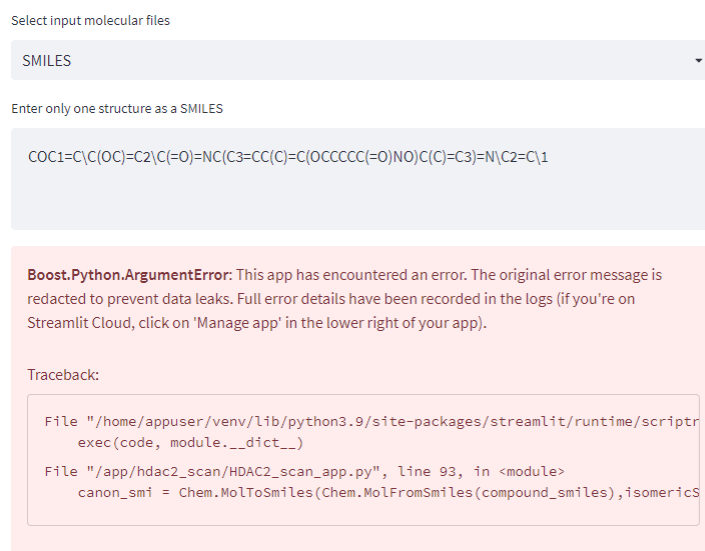 Select input molecular files
SMILES
Enter only one structure as a SMILES
COC1=C\C(OC)=C2\C(=O)=NC(C3=CC(C)=C(OCCCCC(=O)NO)C(C)=C3)=N\C2=C\1
Boost.Python.ArgumentError: This app has encountered an error. The original error message is
redacted to prevent data leaks. Full error details have been recorded in the logs (if you're on
Streamlit Cloud, click on 'Manage app' in the lower right of your app).
Traceback:
File "/home/appuser/venv/lib/python3.9/site-packages/streamlit/runtime/scriptr
exec(code, module.__dict__)
File "/app/hdac2_scan/HDAC2_scan_app.py", line 93, in <module>
canon_smi = Chem.MolToSmiles(Chem.MolFromSmiles(compound_smiles),isomericS